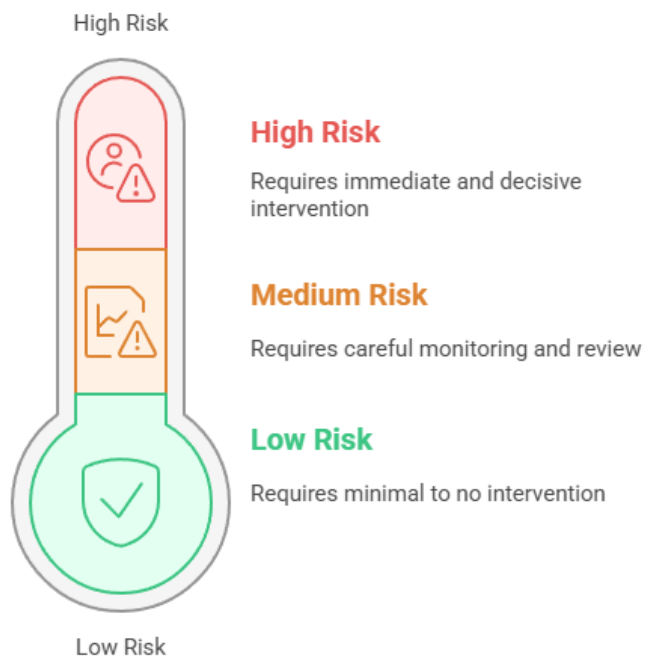 High Risk
High Risk
Requires immediate and decisive
intervention
Medium Risk
Requires careful monitoring and review
Low Risk
Requires minimal to no intervention
Low Risk